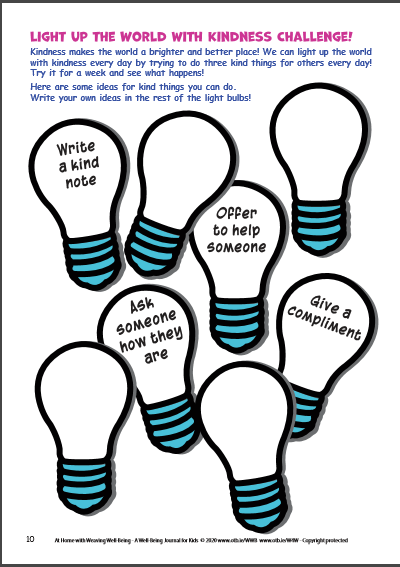 LIGHT UP THE WORLD WITH KINDNESS CHALLENGE!
Kindness makes the world a brighter and better place! We can light up the world
with kindness every day by trying to do three kind things for others every day!
Try it for a week and see what happens!
Here are some ideas for kind things you can do.
Write your own ideas in the rest of the light bulbs!
Write
a kind
note
Offer
to help
someone
Ask
someone
how they
are
Give a
compliment
10
At Home with Weaving Well-Being - A Well-Being Journal for Kids © 2020 www.otb.ie/WWB www.otb.ie/WHW - Copyright protected